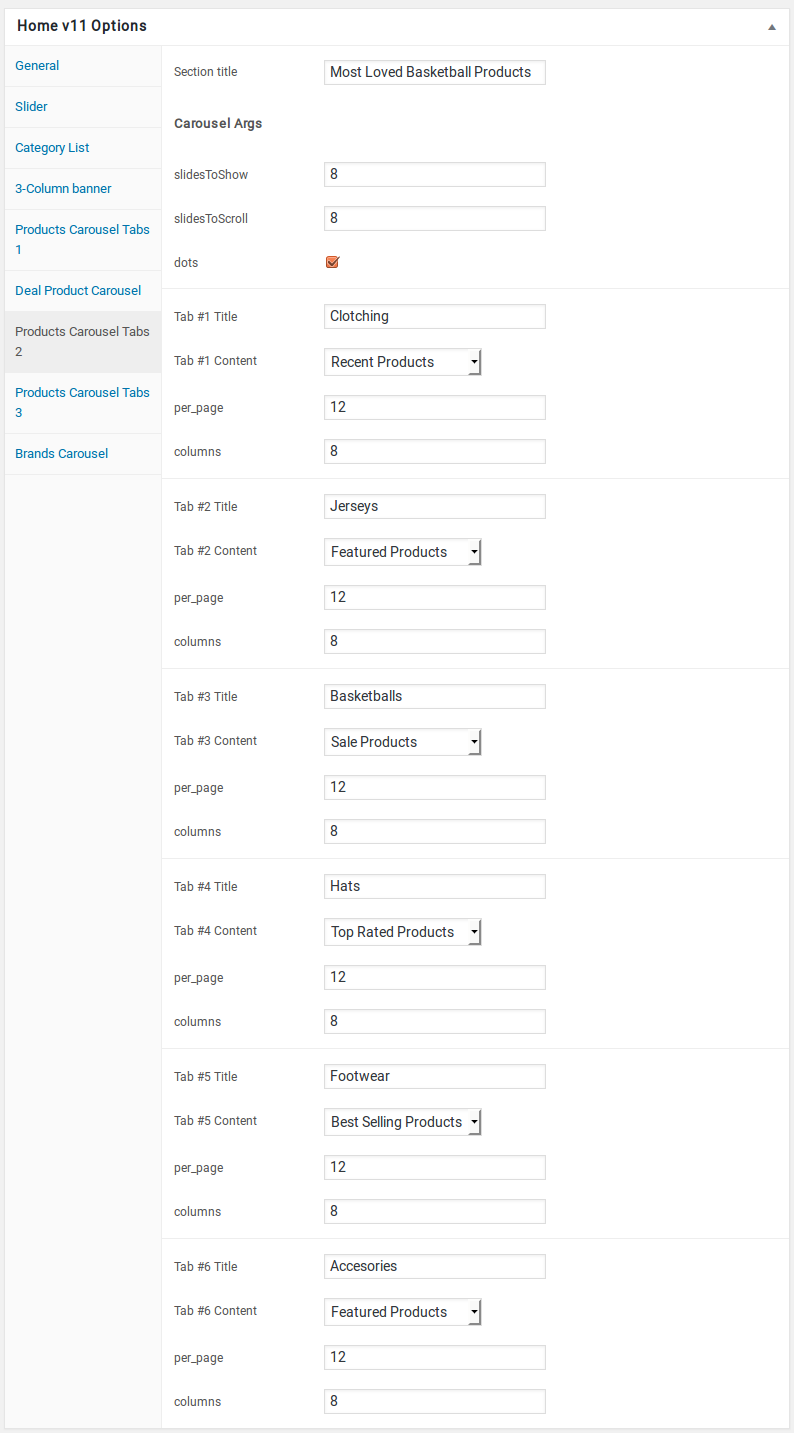 Home v11 Options
General
Slider
Category List
3-Column banner
Products Carousel Tabs
1
Deal Product Carousel
Products Carousel Tabs
2
Products Carousel Tabs
3
Brands Carousel
Section title Most Loved Basketball Products
Carousel Args
slidesToShow 8
slidesToScroll 8
dots
Tab #1 Title Clotching
Tab #1 Content Recent Products
per_page 12
columns 8
Tab #2 Title Jerseys
Tab #2 Content Featured Products
per_page 12
columns 8
Tab #3 Title Basketballs
Tab #3 Content Sale Products
per_page 12
columns 8
Tab #4 Title Hats
Tab #4 Content Top Rated Products
per_page 12
columns 8
Tab #5 Title Footwear
Tab #5 Content Best Selling Products
per_page 12
columns 8
Tab #6 Title Accesories
Tab #6 Content Featured Products
per_page 12
columns 8